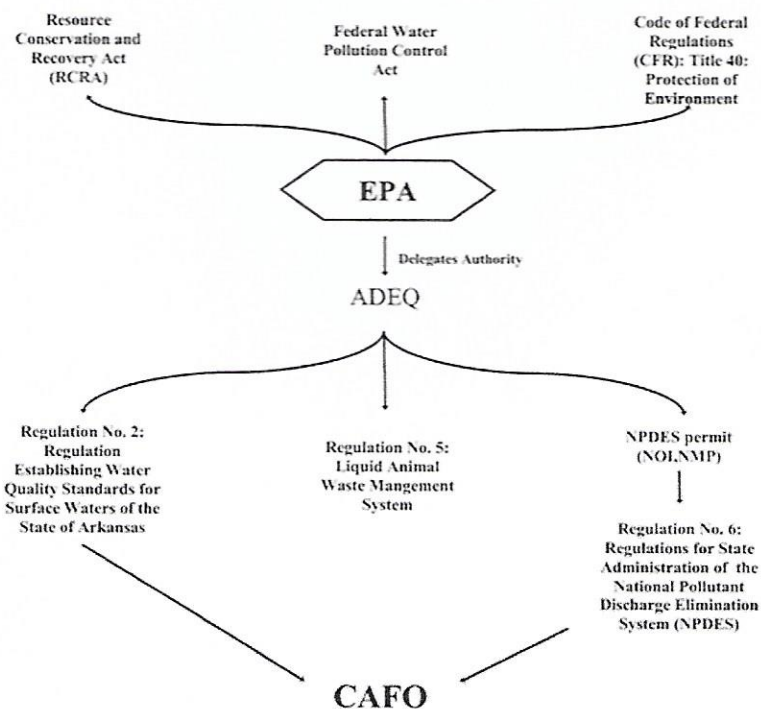 Resource
Conservation and
Recovery Act
(RCRA)
Federal Water
Pollution Control
Act
Code of Federal
Regulations
(CFR): Title 40:
Protection of
Environment
EPA
Delegates Authority
ADEQ
Regulation No. 2:
Regulation
Establishing Water
Quality Standards for
Surface Waters of the
State of Arkansas
Regulation No. 5:
Liquid Animal
Waste Mangement
System
NPDES permit
(NOI,NMP)
Regulation No. 6:
Regulations for State
Administration of the
National Pollutant
Discharge Elimination
System (NPDES)
CAFO